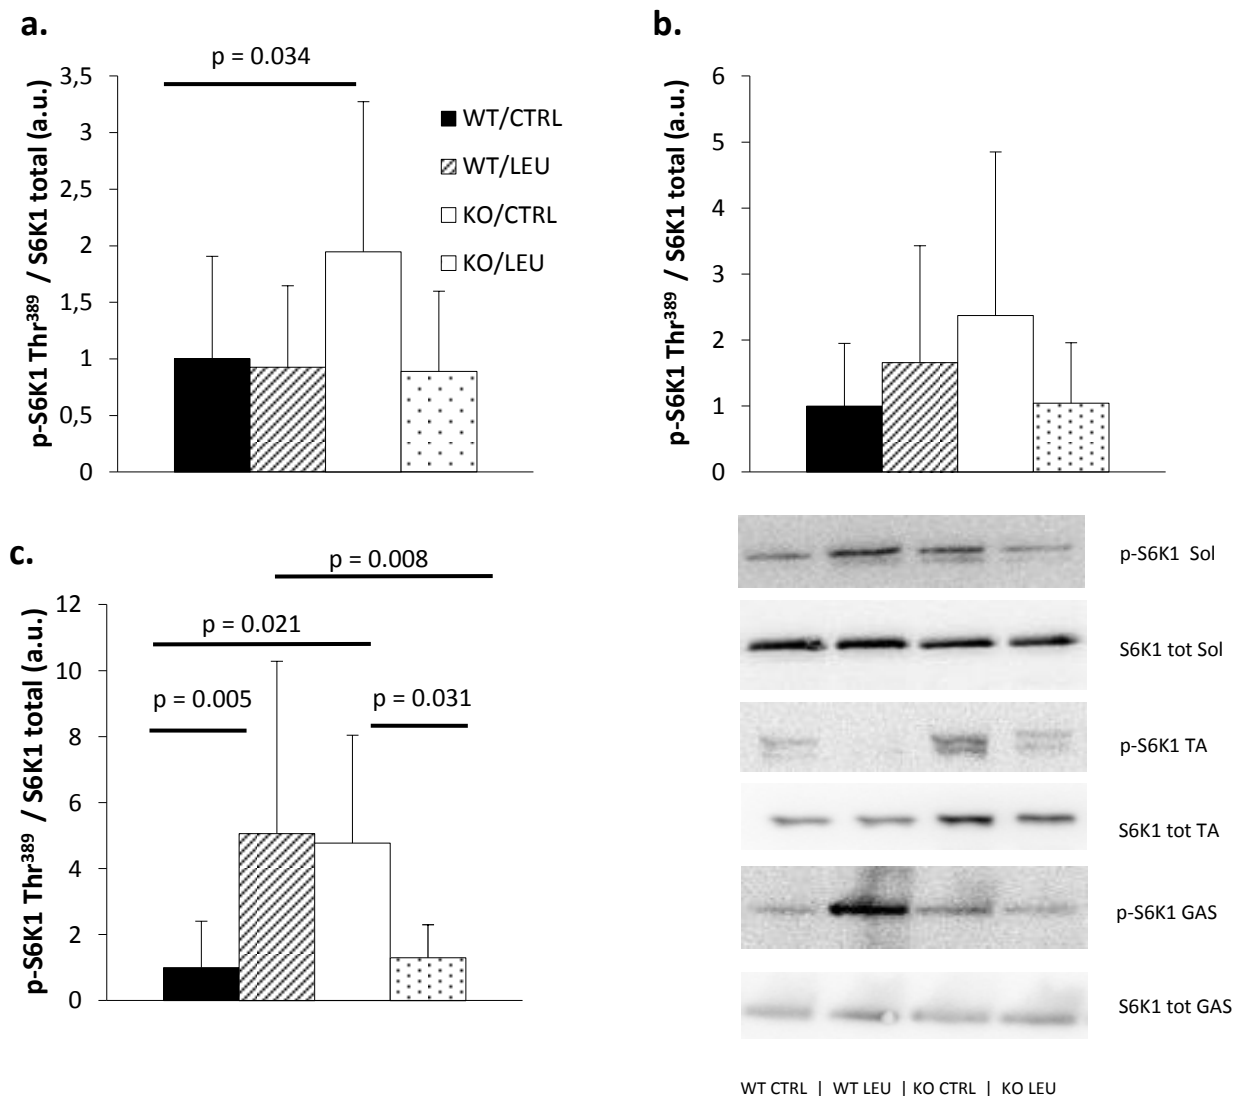 a.
p = 0.034
p-S6K1 Thr³⁸⁹ / S6K1 total (a.u.)
3,5
3
2,5
2
1,5
1
0,5
0
WT/CTRL
WT/LEU
KO/CTRL
KO/LEU
b.
p-S6K1 Thr³⁸⁹ / S6K1 total (a.u.)
6
5
4
3
2
1
0
c.
p = 0.008
p = 0.021
p = 0.005
p = 0.031
p-S6K1 Thr³⁸⁹ / S6K1 total (a.u.)
12
10
8
6
4
2
0
p-S6K1 Sol
S6K1 tot Sol
p-S6K1 TA
S6K1 tot TA
p-S6K1 GAS
S6K1 tot GAS
WT CTRL | WT LEU | KO CTRL | KO LEU